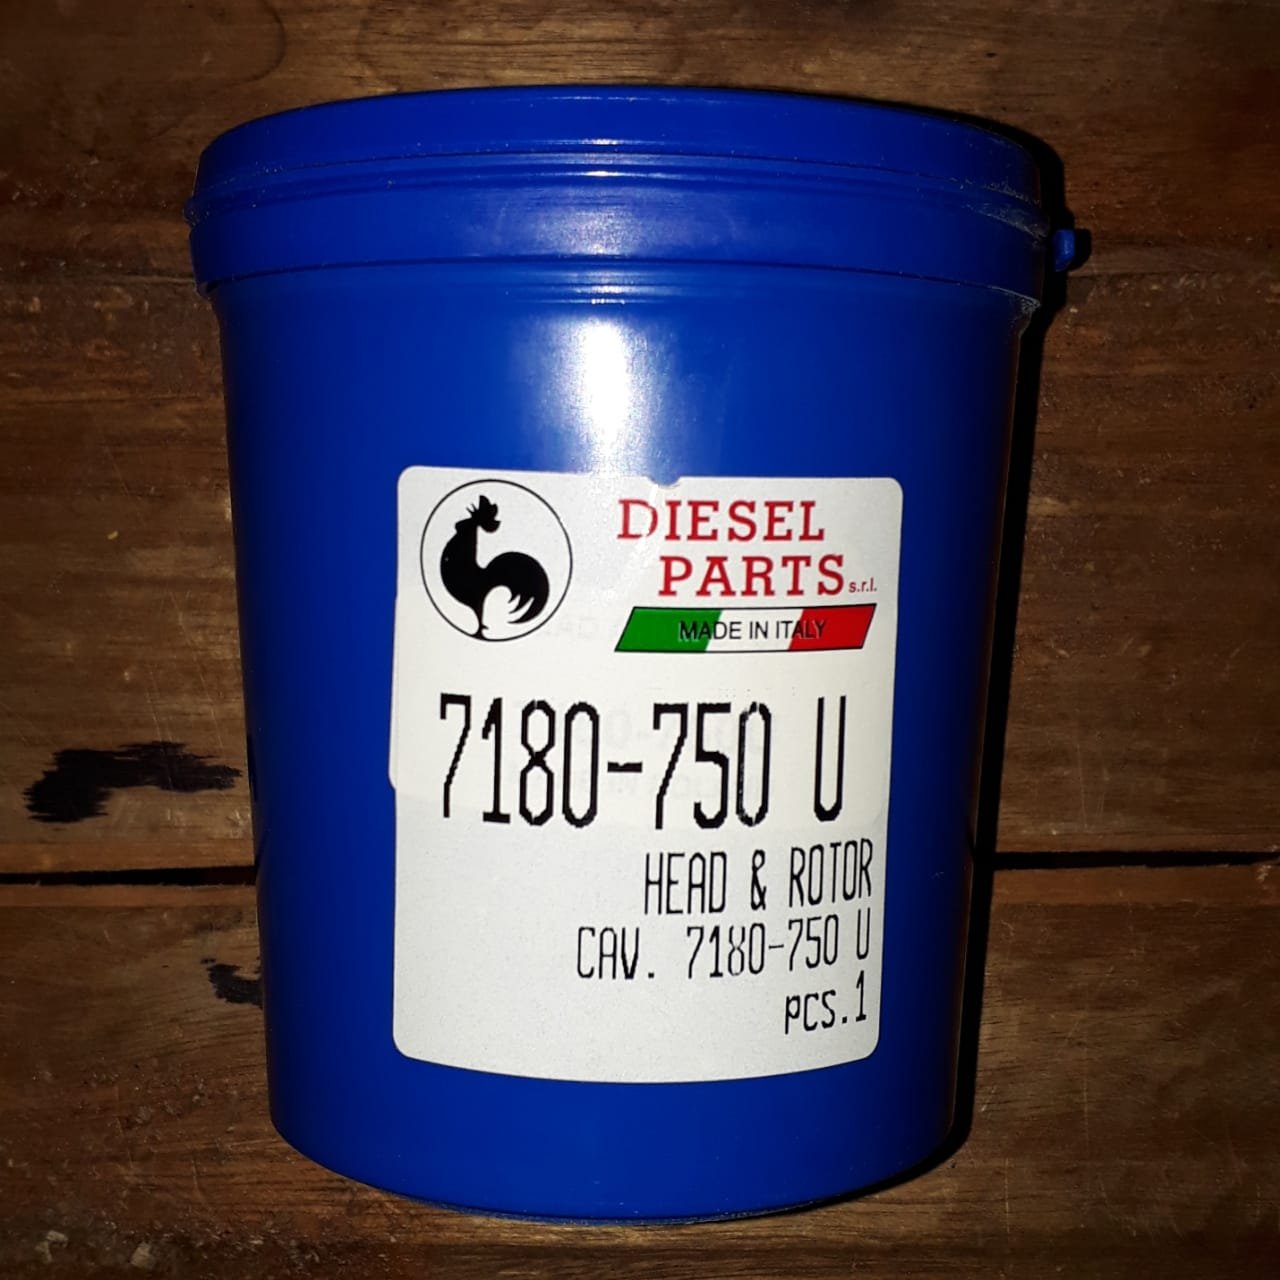 DIESEL
PARTS s.r.l.
MADE IN ITALY
7180-750 U
HEAD & ROTOR
CAV. 7180-750 U
pcs.1